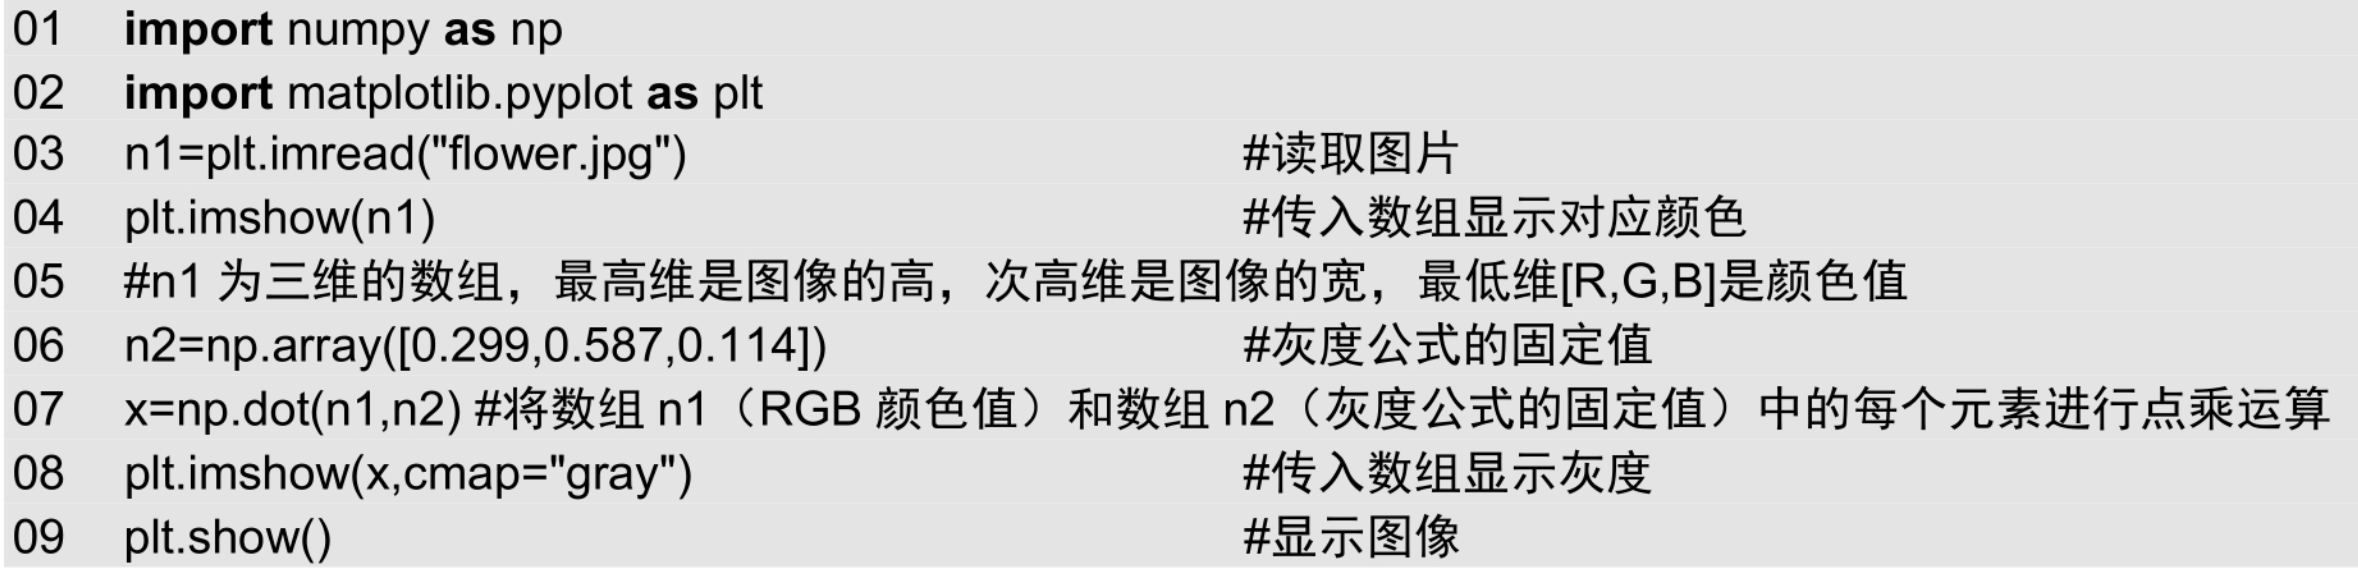 01 import numpy as np
02 import matplotlib.pyplot as plt
03 n1=plt.imread("flower.jpg") #读取图片
04 plt.imshow(n1) #传入数组显示对应颜色
05 #n1 为三维的数组，最高维是图像的高，次高维是图像的宽，最低维[R,G,B]是颜色值
06 n2=np.array([0.299,0.587,0.114]) #灰度公式的固定值
07 x=np.dot(n1,n2) #将数组 n1（RGB 颜色值）和数组 n2（灰度公式的固定值）中的每个元素进行点乘运算
08 plt.imshow(x,cmap="gray") #传入数组显示灰度
09 plt.show() #显示图像